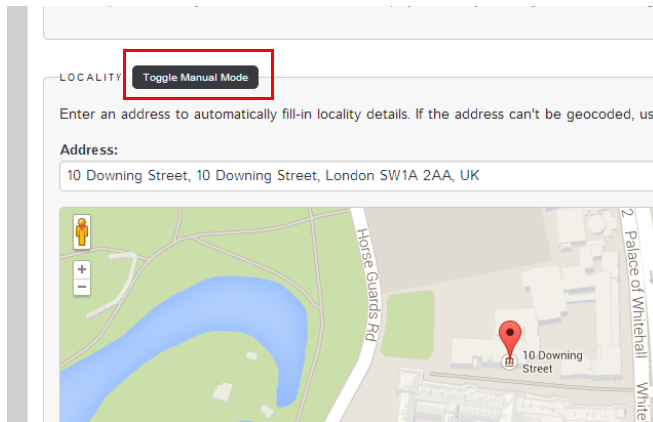 LOCALITY
Toggle Manual Mode
Enter an address to automatically fill-in locality details. If the address can't be geocoded, us
Address:
10 Downing Street, 10 Downing Street, London SW1A 2AA, UK
Horse Guards Rd
2
Palace of Whitehall
+
−
10 Downing
Street
White